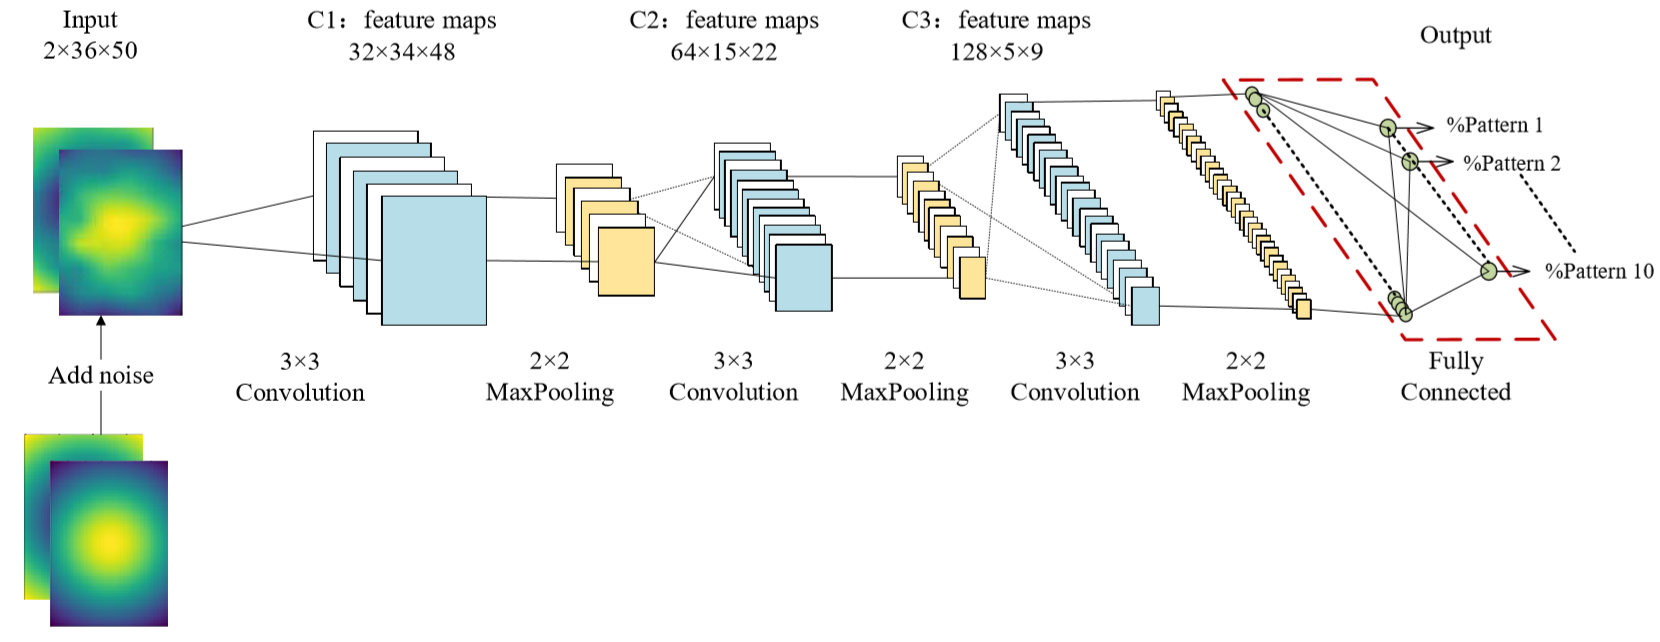 Input
2×36×50
C1：feature maps
32×34×48
C2：feature maps
64×15×22
C3：feature maps
128×5×9
Output
%Pattern 1
%Pattern 2
%Pattern 10
Add noise
3×3
Convolution
2×2
MaxPooling
3×3
Convolution
2×2
MaxPooling
3×3
Convolution
2×2
MaxPooling
Fully
Connected